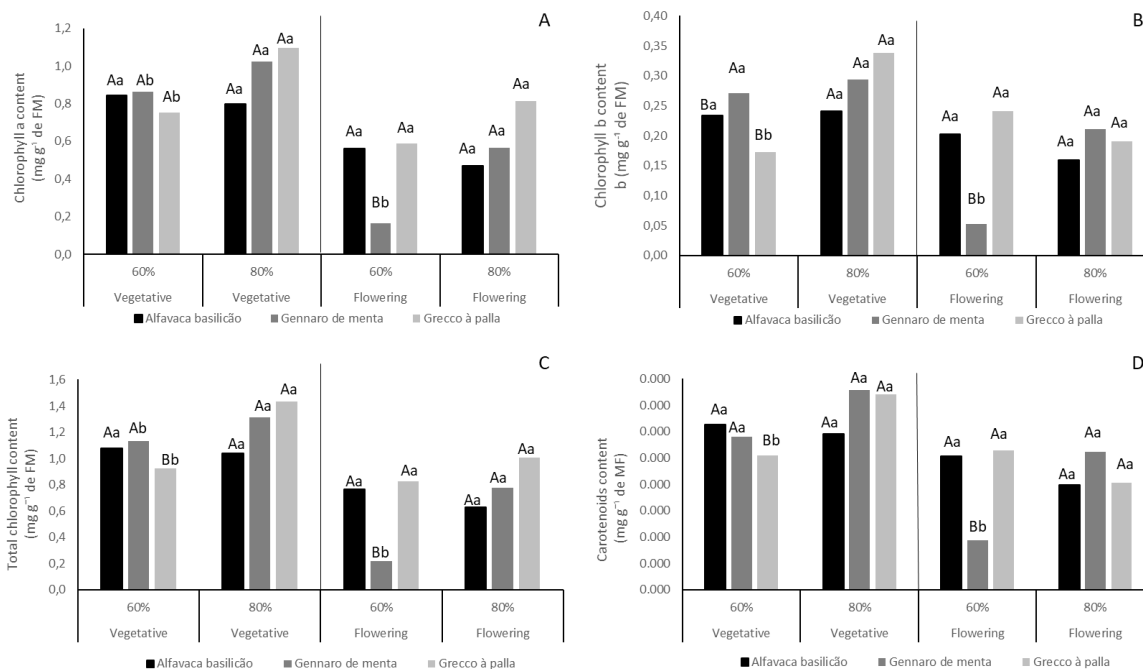 A
Chlorophyll a content
(mg g⁻¹ de FM)
1,2
1,0
0,8
0,6
0,4
0,2
0,0
Aa Ab Ab Aa Aa Aa Aa Bb Aa Aa Aa Aa
60% 80% 60% 80%
Vegetative Vegetative Flowering Flowering
Alfavaca basilicão Gennaro de menta Grecco à palla
B
Chlorophyll b content
b (mg g⁻¹ de FM)
0,40
0,35
0,30
0,25
0,20
0,15
0,10
0,05
0,00
Ba Aa Bb Aa Aa Aa Aa Bb Aa Aa Aa Aa
60% 80% 60% 80%
Vegetative Vegetative Flowering Flowering
Alfavaca basilicão Gennaro de menta Grecco à palla
C
Total chlorophyll content
(mg g⁻¹ de FM)
1,6
1,4
1,2
1,0
0,8
0,6
0,4
0,2
0,0
Aa Ab Bb Aa Aa Aa Aa Bb Aa Aa Aa Aa
60% 80% 60% 80%
Vegetative Vegetative Flowering Flowering
Alfavaca basilicão Gennaro de menta Grecco à palla
D
Carotenoids content
(mg g⁻¹ de MF)
0.000
0.000
0.000
0.000
0.000
0.000
0.000
0.000
0.000
Aa Aa Bb Aa Aa Aa Aa Bb Aa Aa Aa Aa
60% 80% 60% 80%
Vegetative Vegetative Flowering Flowering
Alfavaca basilicão Gennaro de menta Grecco à palla